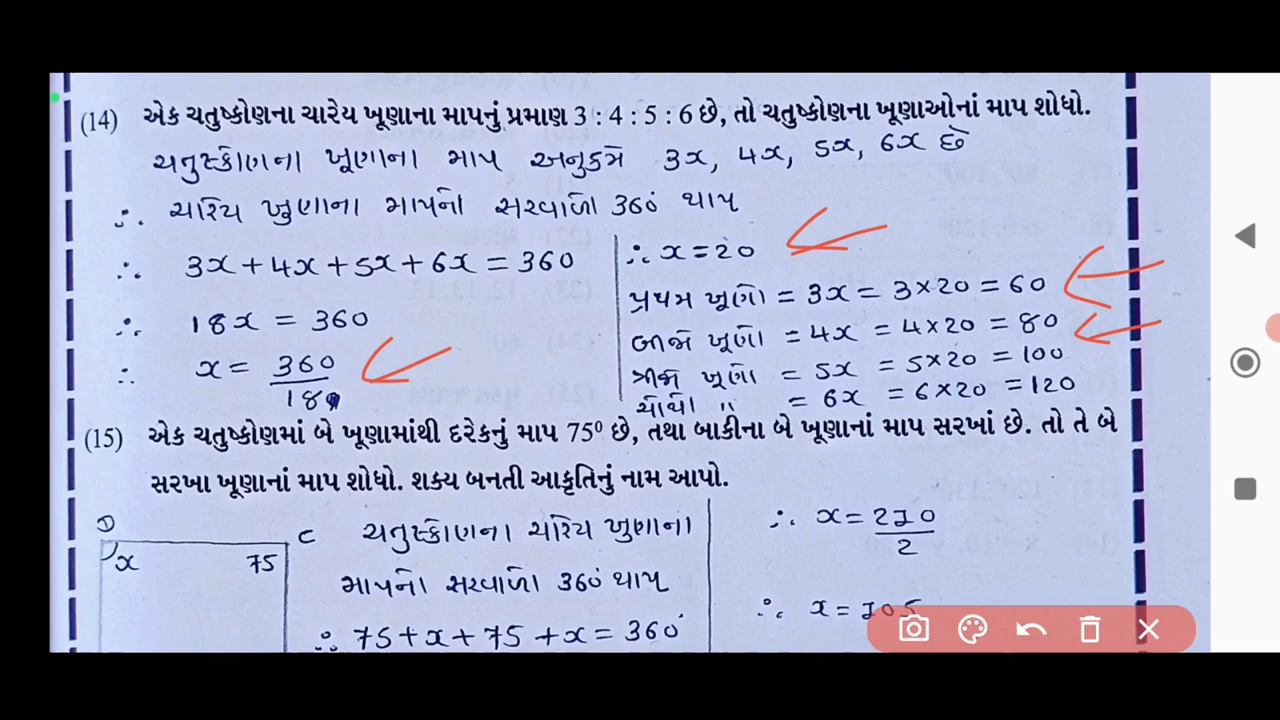 (14) એક ચતુષ્કોણના ચારેય ખૂણાના માપનું પ્રમાણ 3 : 4 : 5 : 6 છે, તો ચતુષ્કોણના ખૂણાઓનાં માપ શોધો.
ચતુષ્કોણના ખૂણાના માપ અનુક્રમે 3x, 4x, 5x, 6x છે
∴ ચારેય ખૂણાના માપનો સરવાળો 360 થાય
∴ 3x+4x+5x+6x = 360
∴ 18x = 360
∴ x = 360/18
∴ x = 20
પ્રથમ ખૂણો = 3x = 3×20 = 60
બીજો ખૂણો = 4x = 4×20 = 80
ત્રીજો ખૂણો = 5x = 5×20 = 100
ચોથો " = 6x = 6×20 = 120
(15) એક ચતુષ્કોણમાં બે ખૂણામાંથી દરેકનું માપ 75⁰ છે, તથા બાકીના બે ખૂણાનાં માપ સરખાં છે. તો તે બે
સરખા ખૂણાનાં માપ શોધો. શક્ય બનતી આકૃતિનું નામ આપો.
D C
x 75
ચતુષ્કોણના ચારેય ખુણાના
માપનો સરવાળો 360 થાય
∴ 75+x+75+x = 360°
∴ x = 210/2
∴ x = 105